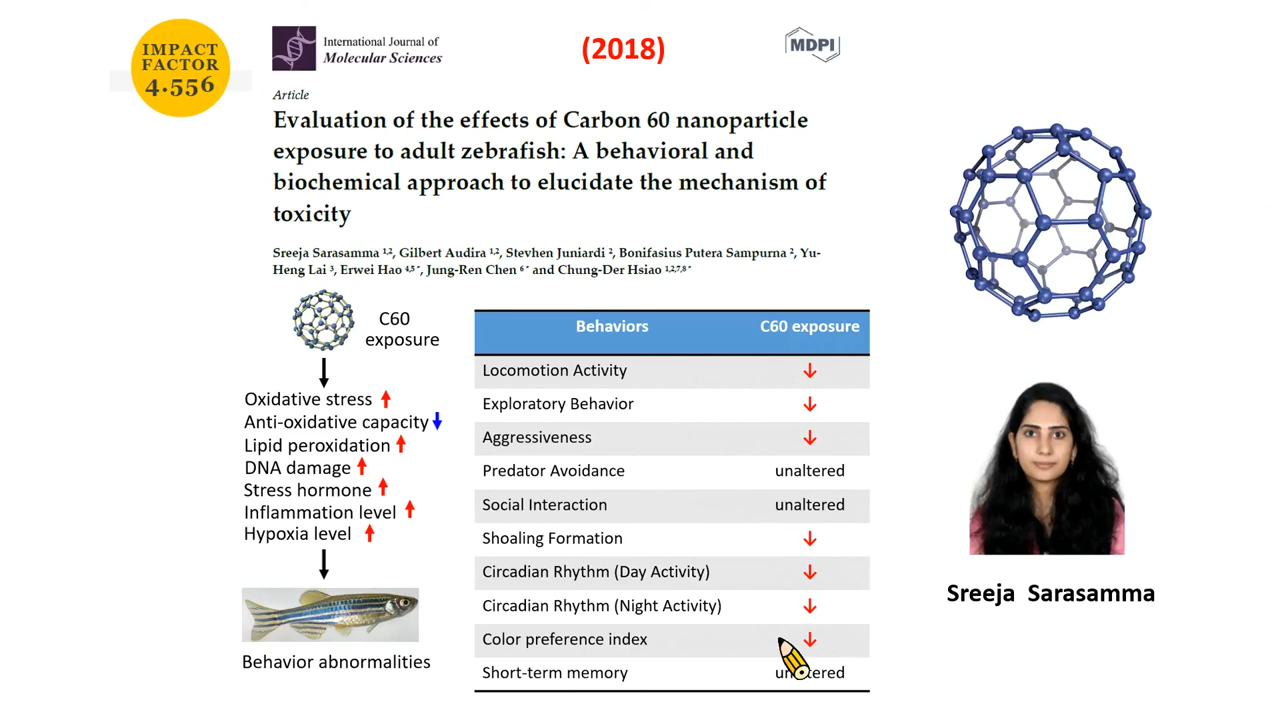 IMPACT
FACTOR
4.556
International Journal of
Molecular Sciences
(2018)
MDPI
Article
Evaluation of the effects of Carbon 60 nanoparticle
exposure to adult zebrafish: A behavioral and
biochemical approach to elucidate the mechanism of
toxicity
Sreeja Sarasamma 1,2, Gilbert Audira 1,2, Stevhen Juniardi 2, Bonifasius Putera Sampurna 2, Yu-
Heng Lai 3, Erwei Hao 4,5*, Jung-Ren Chen 6* and Chung-Der Hsiao 1,2,7,8*
C60
exposure
Oxidative stress ↑
Anti-oxidative capacity ↓
Lipid peroxidation ↑
DNA damage ↑
Stress hormone ↑
Inflammation level ↑
Hypoxia level ↑
Behavior abnormalities
Behaviors C60 exposure
Locomotion Activity ↓
Exploratory Behavior ↓
Aggressiveness ↓
Predator Avoidance unaltered
Social Interaction unaltered
Shoaling Formation ↓
Circadian Rhythm (Day Activity) ↓
Circadian Rhythm (Night Activity) ↓
Color preference index ↓
Short-term memory
Sreeja Sarasamma